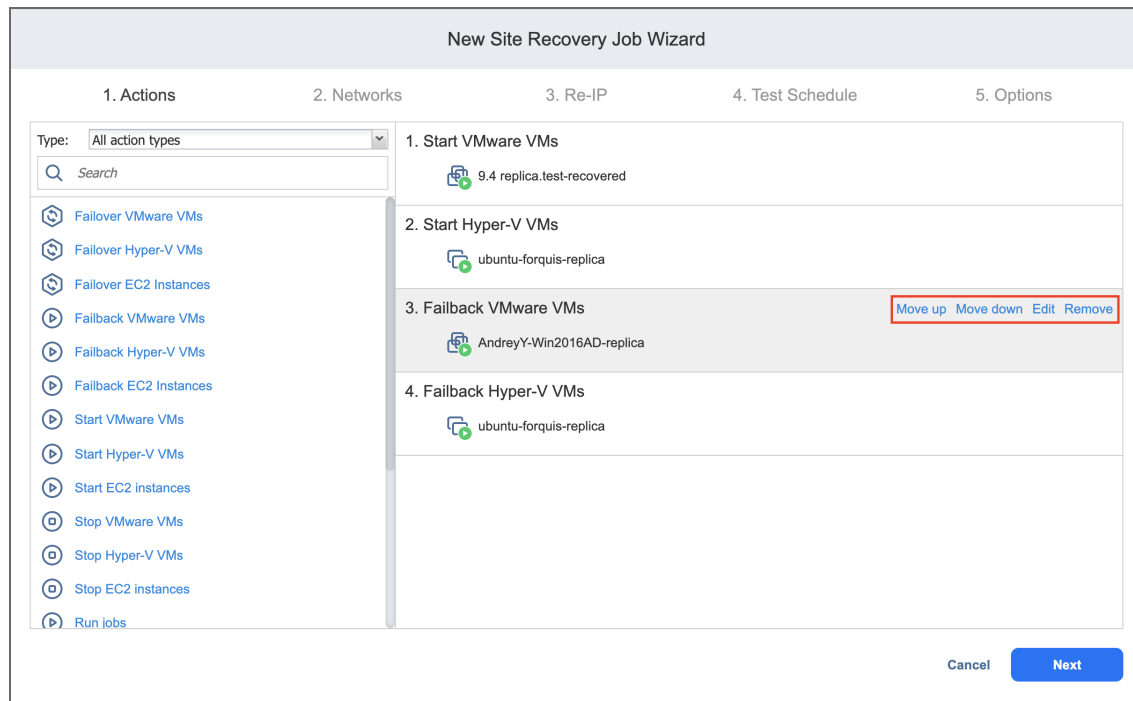 New Site Recovery Job Wizard
1. Actions
2. Networks
3. Re-IP
4. Test Schedule
5. Options
Type: All action types
Search
Failover VMware VMs
Failover Hyper-V VMs
Failover EC2 Instances
Failback VMware VMs
Failback Hyper-V VMs
Failback EC2 Instances
Start VMware VMs
Start Hyper-V VMs
Start EC2 instances
Stop VMware VMs
Stop Hyper-V VMs
Stop EC2 instances
Run jobs
1. Start VMware VMs
9.4 replica.test-recovered
2. Start Hyper-V VMs
ubuntu-forquis-replica
3. Failback VMware VMs
Move up Move down Edit Remove
AndreyY-Win2016AD-replica
4. Failback Hyper-V VMs
ubuntu-forquis-replica
Cancel
Next